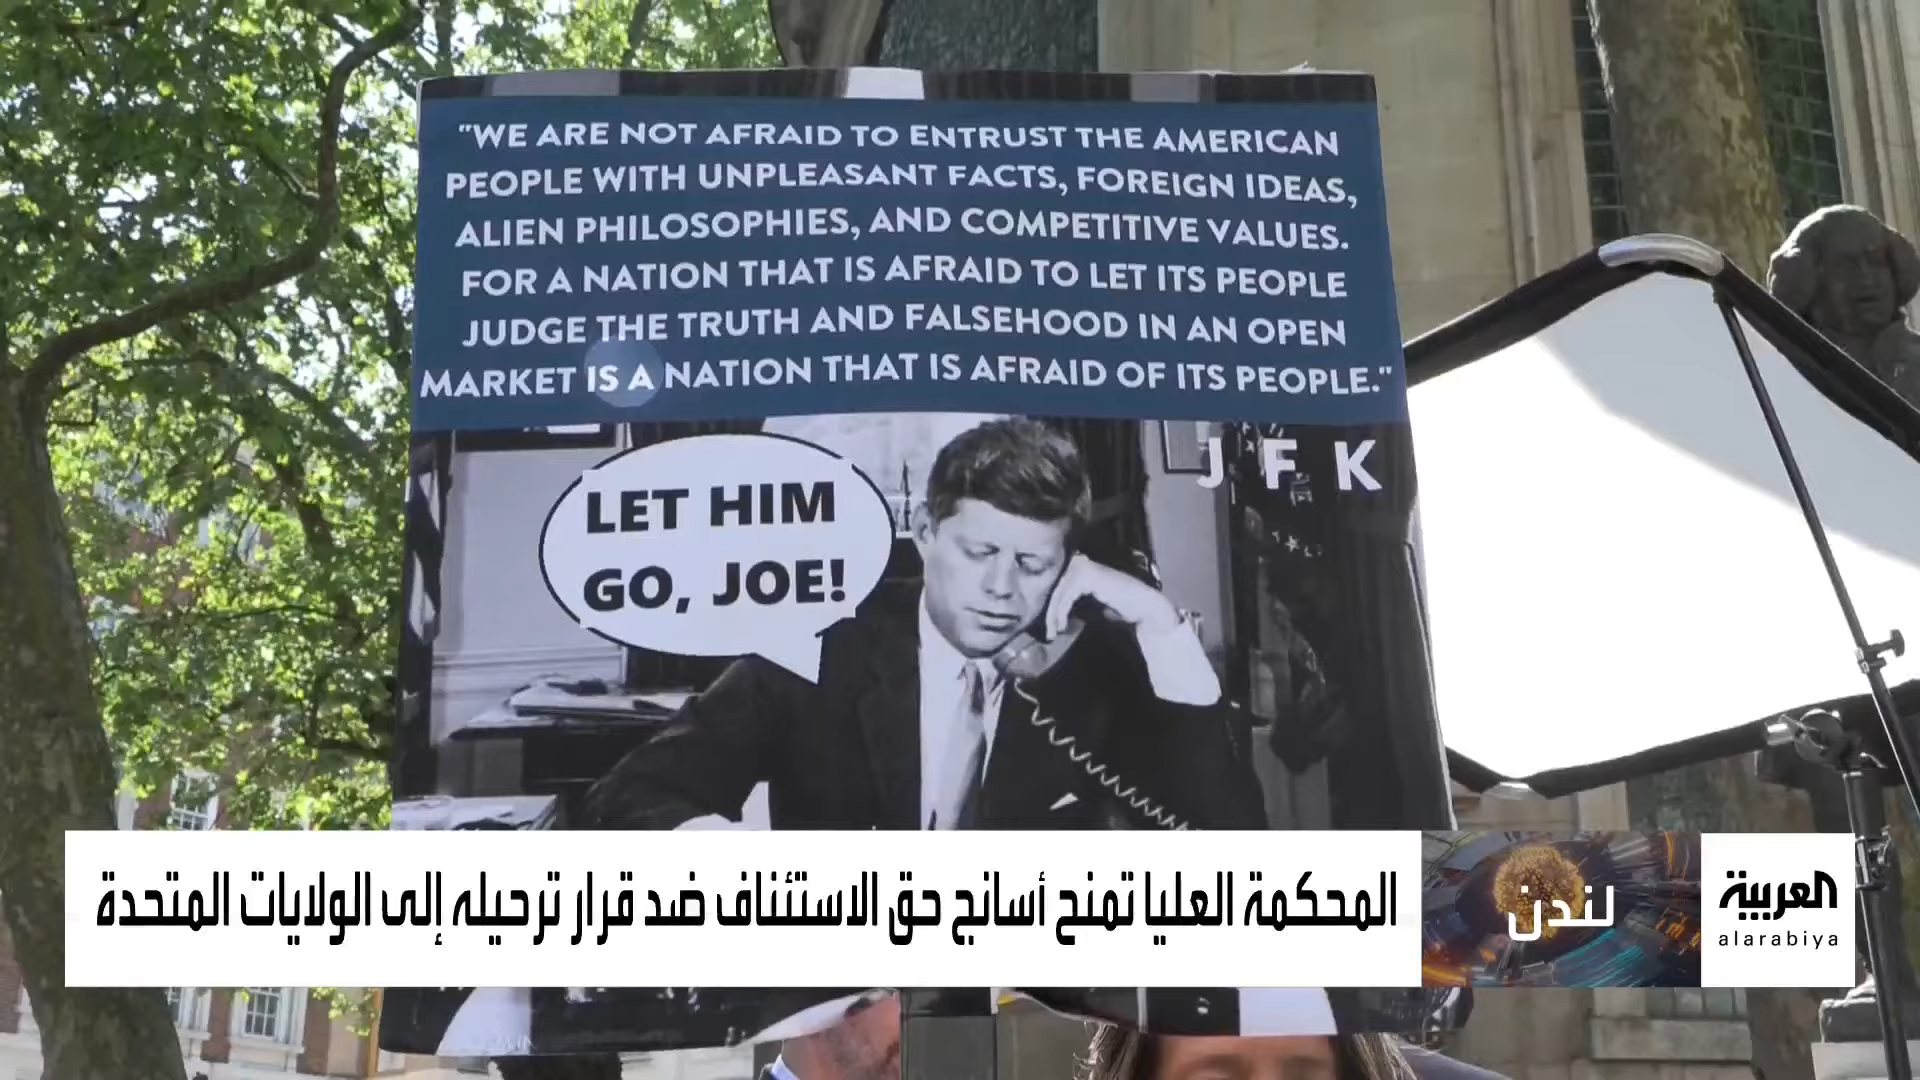 "WE ARE NOT AFRAID TO ENTRUST THE AMERICAN
PEOPLE WITH UNPLEASANT FACTS, FOREIGN IDEAS,
ALIEN PHILOSOPHIES, AND COMPETITIVE VALUES.
FOR A NATION THAT IS AFRAID TO LET ITS PEOPLE
JUDGE THE TRUTH AND FALSEHOOD IN AN OPEN
MARKET IS A NATION THAT IS AFRAID OF ITS PEOPLE."
J F K
LET HIM
GO, JOE!
العربية
alarabiya
لندن
المحكمة العليا تمنح أسانج حق الاستئناف ضد قرار ترحيله إلى الولايات المتحدة